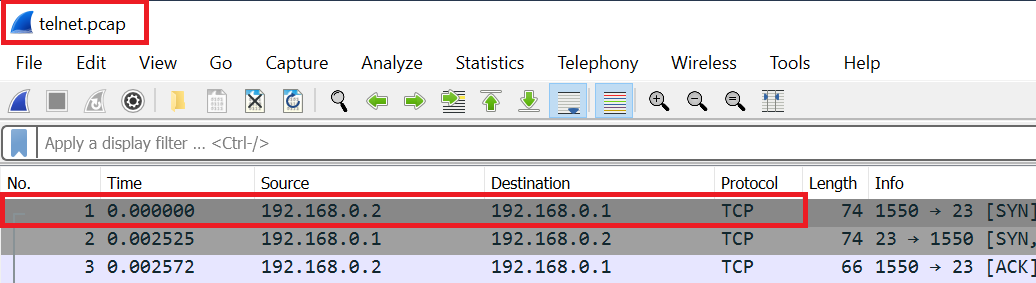 telnet.pcap
File Edit View Go Capture Analyze Statistics Telephony Wireless Tools Help
Apply a display filter ... <Ctrl-/>
No. Time Source Destination Protocol Length Info
1 0.000000 192.168.0.2 192.168.0.1 TCP 74 1550 → 23 [SYN]
2 0.002525 192.168.0.1 192.168.0.2 TCP 74 23 → 1550 [SYN,
3 0.002572 192.168.0.2 192.168.0.1 TCP 66 1550 → 23 [ACK]